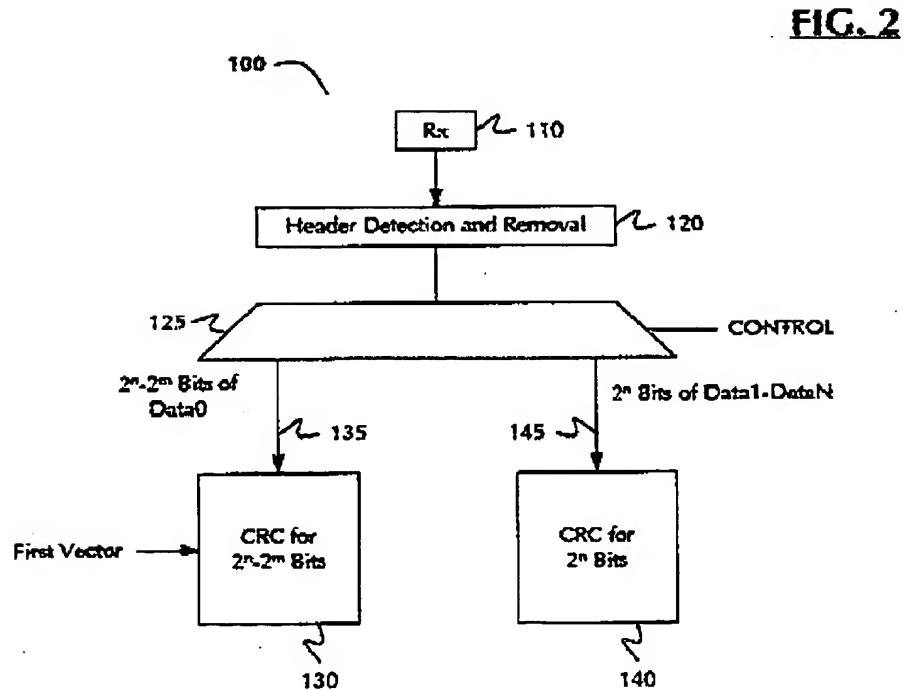 FIG. 2
100
Rx
110
Header Detection and Removal
120
125
CONTROL
2ⁿ-2ᵐ Bits of
Data0
2ⁿ Bits of Data1-DataN
135
145
First Vector
CRC for
2ⁿ-2ᵐ Bits
CRC for
2ⁿ Bits
130
140